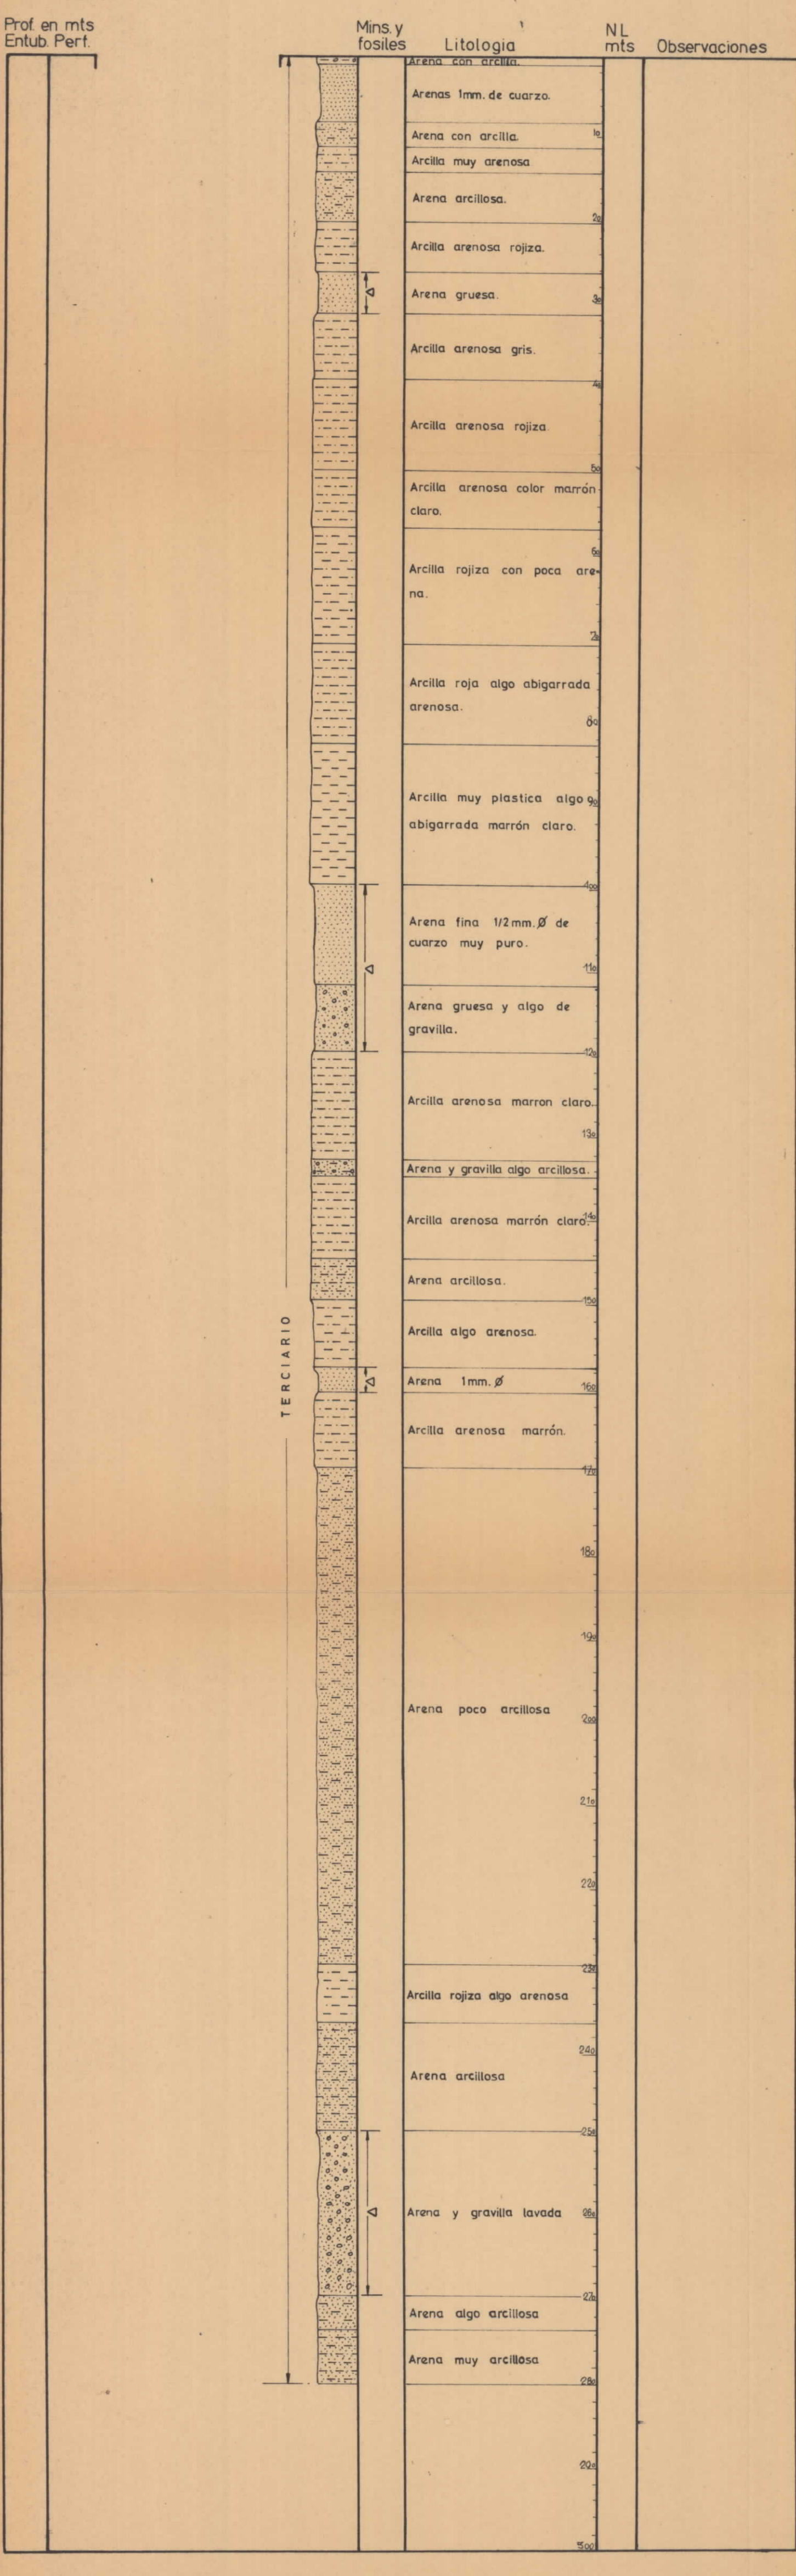 Prof. en mts
Entub. Perf.
Mins. y
fosiles
Litologia
NL
mts
Observaciones
Arena con arcilla.
Arenas 1mm. de cuarzo.
Arena con arcilla.
10
Arcilla muy arenosa
Arena arcillosa.
20
Arcilla arenosa rojiza.
Arena gruesa.
30
Arcilla arenosa gris.
40
Arcilla arenosa rojiza.
50
Arcilla arenosa color marrón
claro.
60
Arcilla rojiza con poca are-
na.
70
Arcilla roja algo abigarrada
arenosa.
80
Arcilla muy plastica algo
90
abigarrada marrón claro.
100
Arena fina 1/2mm. Ø de
cuarzo muy puro.
110
Arena gruesa y algo de
gravilla.
120
Arcilla arenosa marron claro.
130
Arena y gravilla algo arcillosa.
Arcilla arenosa marrón claro.
140
Arena arcillosa.
150
Arcilla algo arenosa.
TERCIARIO
Arena 1mm. Ø
160
Arcilla arenosa marrón.
170
180
190
Arena poco arcillosa
200
210
220
230
Arcilla rojiza algo arenosa
240
Arena arcillosa
250
Arena y gravilla lavada
260
270
Arena algo arcillosa
Arena muy arcillosa
280
290
300